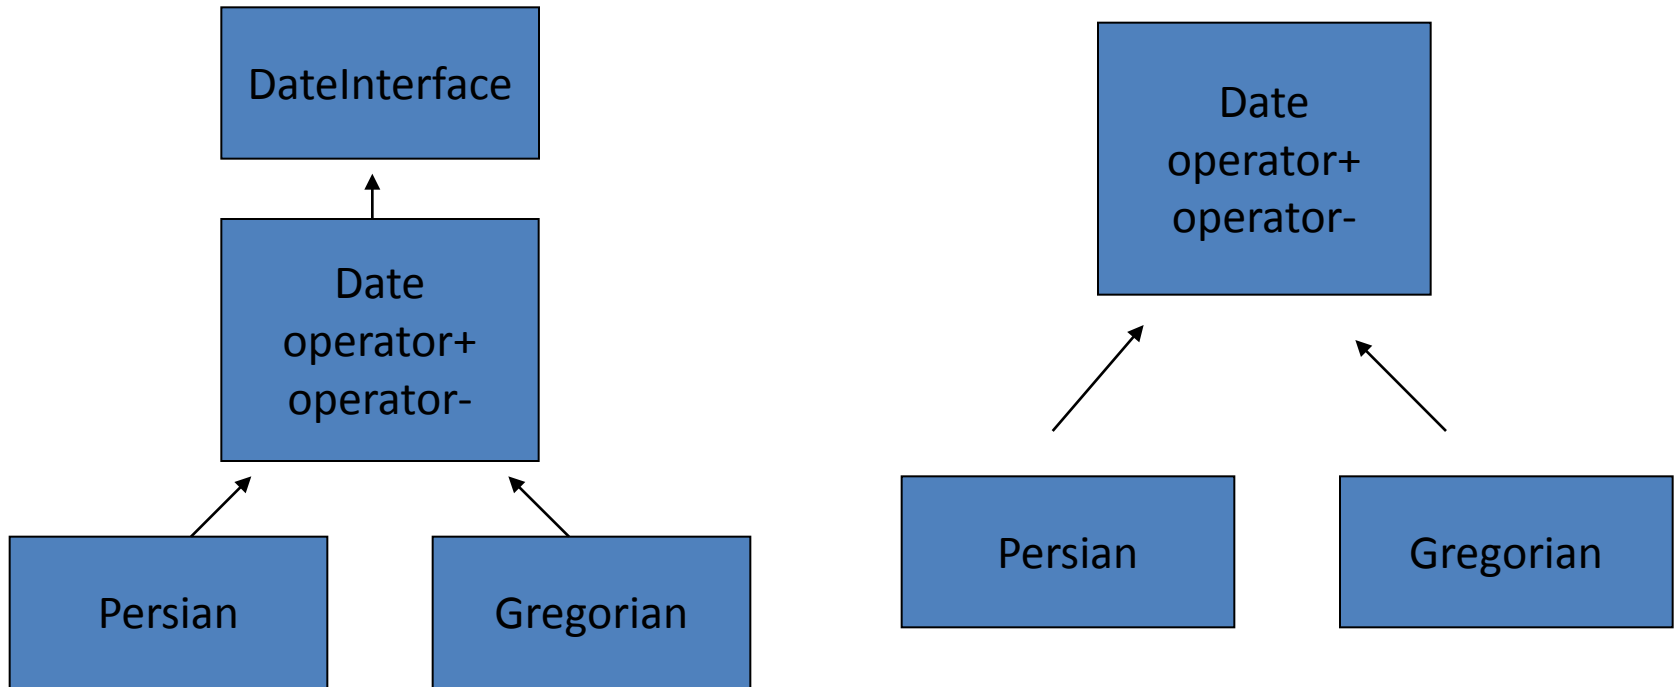 DateInterface
Date
operator+
operator-
Persian
Gregorian
Date
operator+
operator-
Persian
Gregorian